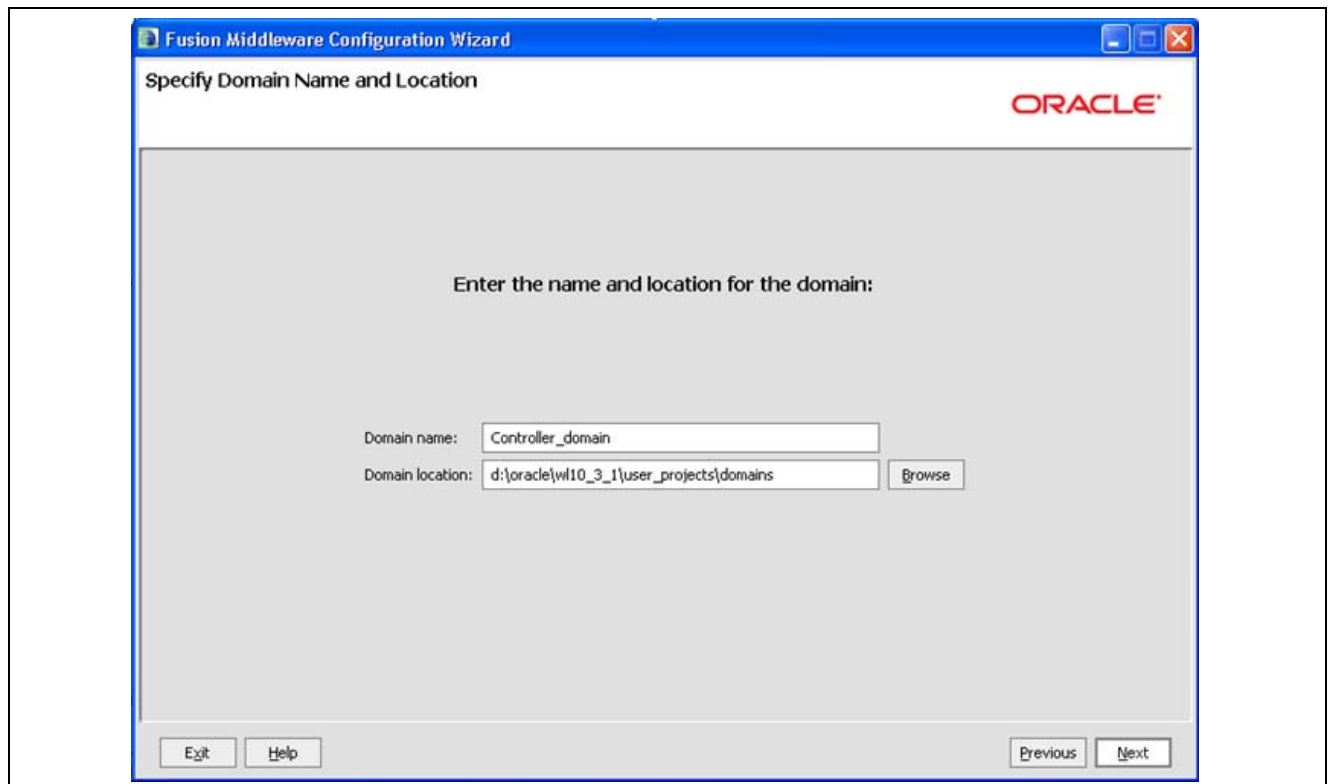 Fusion Middleware Configuration Wizard
Specify Domain Name and Location
ORACLE
Enter the name and location for the domain:
Domain name: Controller_domain
Domain location: d:\oracle\wl10_3_1\user_projects\domains Browse
Exit Help Previous Next